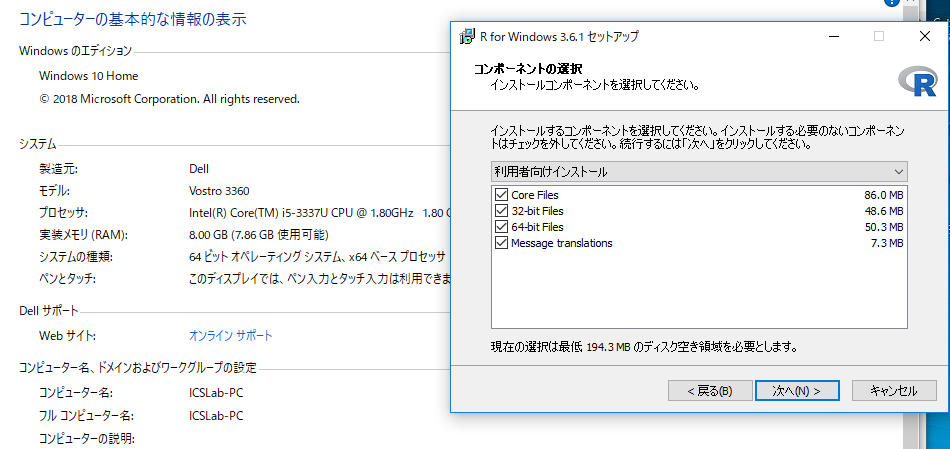 コンピューターの基本的な情報の表示
Windows のエディション
Windows 10 Home
© 2018 Microsoft Corporation. All rights reserved.
システム
製造元: Dell
モデル: Vostro 3360
プロセッサ: Intel(R) Core(TM) i5-3337U CPU @ 1.80GHz 1.80
実装メモリ (RAM): 8.00 GB (7.86 GB 使用可能)
システムの種類: 64 ビット オペレーティング システム、x64 ベース プロセッサ
ペンとタッチ: このディスプレイでは、ペン入力とタッチ入力は利用できま
Dell サポート
Web サイト: オンライン サポート
コンピューター名、ドメインおよびワークグループの設定
コンピューター名: ICSLab-PC
フル コンピューター名: ICSLab-PC
コンピューターの説明:
R for Windows 3.6.1 セットアップ
コンポーネントの選択
インストールコンポーネントを選択してください。
R
インストールするコンポーネントを選択してください。インストールする必要のないコンポーネン
トはチェックを外してください。続行するには「次へ」をクリックしてください。
利用者向けインストール
Core Files 86.0 MB
32-bit Files 48.6 MB
64-bit Files 50.3 MB
Message translations 7.3 MB
現在の選択は最低 194.3 MB のディスク空き領域を必要とします。
< 戻る(B) 次へ(N) > キャンセル